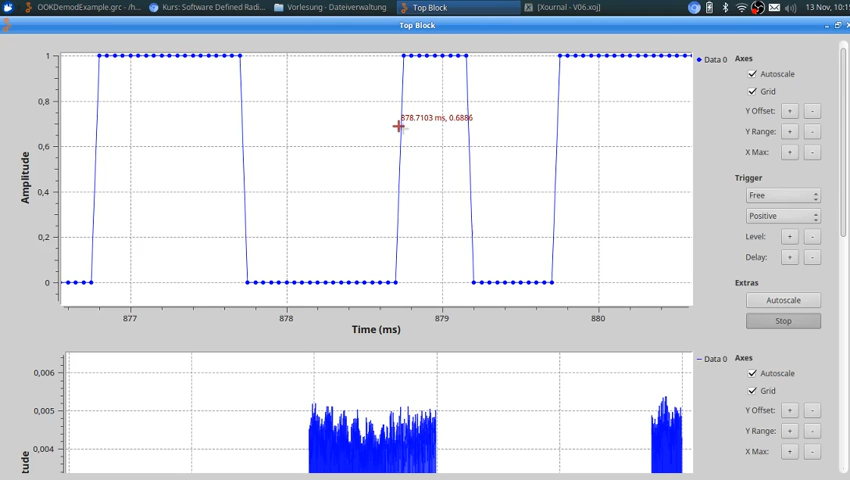 OOKDemodExample.grc - /h...
Kurs: Software Defined Radi...
Vorlesung - Dateiverwaltung
Top Block
[Xournal - V06.xoj]
13 Nov, 10:1
Top Block
1
0,8
0,6
0,4
0,2
0
Amplitude
878.7103 ms, 0.6886
877
878
879
880
Time (ms)
Data 0
Axes
Autoscale
Grid
Y Offset: + -
Y Range: + -
X Max: + -
Trigger
Free
Positive
Level: + -
Delay: + -
Extras
Autoscale
Stop
0,006
0,005
0,004
tude
Data 0
Axes
Autoscale
Grid
Y Offset: + -
Y Range: + -
X Max: + -